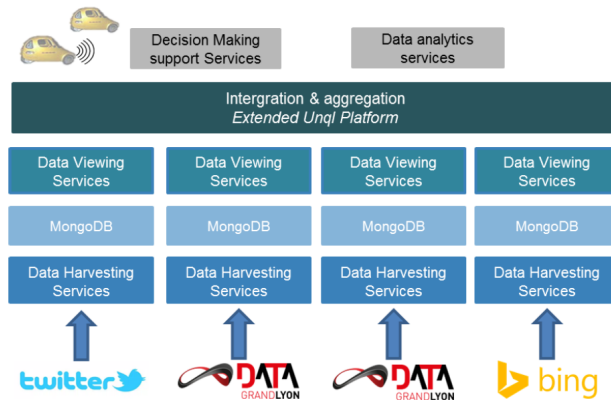 Decision Making
support Services
Data analytics
services
Intergration & aggregation
Extended Unql Platform
Data Viewing
Services
Data Viewing
Services
Data Viewing
Services
Data Viewing
Services
MongoDB
MongoDB
MongoDB
MongoDB
Data Harvesting
Services
Data Harvesting
Services
Data Harvesting
Services
Data Harvesting
Services
twitter
DATA
GRANDLYON
DATA
GRANDLYON
bing